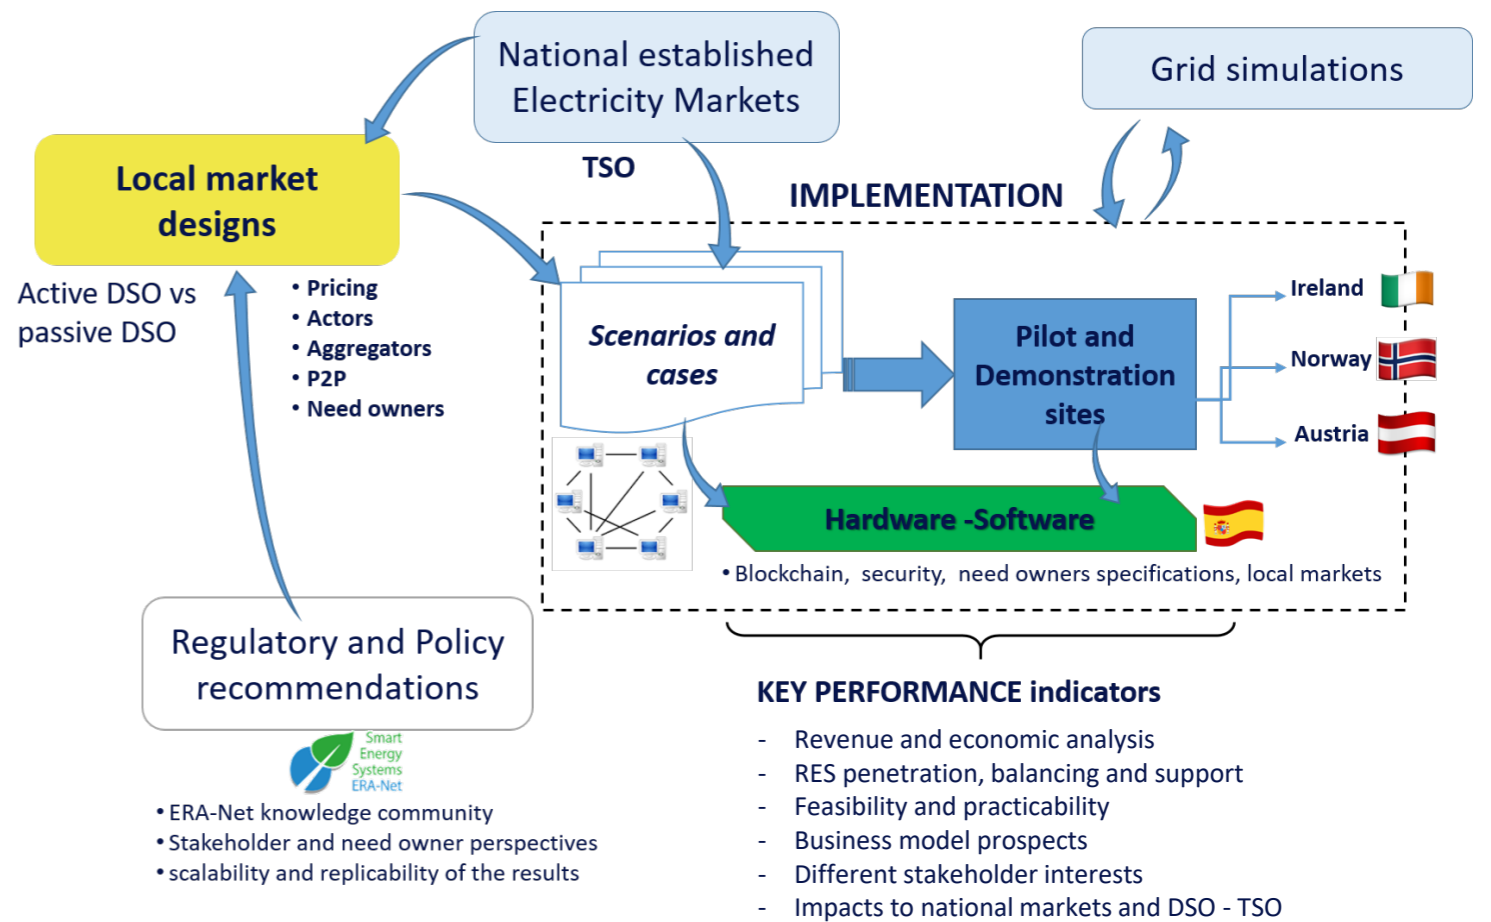 National established
Electricity Markets
Grid simulations
TSO
Local market
designs
IMPLEMENTATION
Active DSO vs
passive DSO
• Pricing
• Actors
• Aggregators
• P2P
• Need owners
Scenarios and
cases
Pilot and
Demonstration
sites
Ireland
Norway
Austria
Hardware -Software
• Blockchain, security, need owners specifications, local markets
Regulatory and Policy
recommendations
Smart
Energy
Systems
ERA-Net
• ERA-Net knowledge community
• Stakeholder and need owner perspectives
• scalability and replicability of the results
KEY PERFORMANCE indicators
- Revenue and economic analysis
- RES penetration, balancing and support
- Feasibility and practicability
- Business model prospects
- Different stakeholder interests
- Impacts to national markets and DSO - TSO